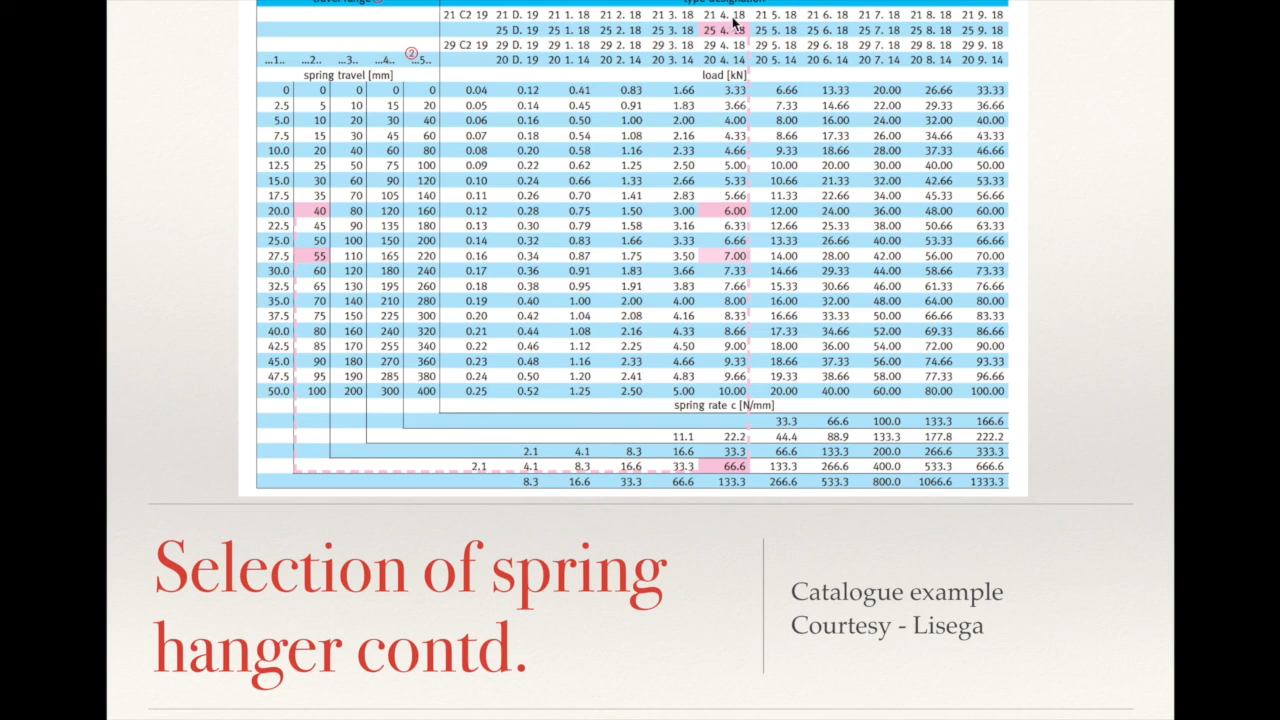 travel range ①	type designation
21 C2 19 21 D. 19 21 1. 18 21 2. 18 21 3. 18 21 4. 18 21 5. 18 21 6. 18 21 7. 18 21 8. 18 21 9. 18
25 D. 19 25 1. 18 25 2. 18 25 3. 18 25 4. 18 25 5. 18 25 6. 18 25 7. 18 25 8. 18 25 9. 18
29 C2 19 29 D. 19 29 1. 18 29 2. 18 29 3. 18 29 4. 18 29 5. 18 29 6. 18 29 7. 18 29 8. 18 29 9. 18
...1.. ...2.. ...3.. ...4.. ② ...5.. 20 D. 19 20 1. 14 20 2. 14 20 3. 14 20 4. 14 20 5. 14 20 6. 14 20 7. 14 20 8. 14 20 9. 14
spring travel [mm] load [kN]
0 0 0 0 0 0.04 0.12 0.41 0.83 1.66 3.33 6.66 13.33 20.00 26.66 33.33
2.5 5 10 15 20 0.05 0.14 0.45 0.91 1.83 3.66 7.33 14.66 22.00 29.33 36.66
5.0 10 20 30 40 0.06 0.16 0.50 1.00 2.00 4.00 8.00 16.00 24.00 32.00 40.00
7.5 15 30 45 60 0.07 0.18 0.54 1.08 2.16 4.33 8.66 17.33 26.00 34.66 43.33
10.0 20 40 60 80 0.08 0.20 0.58 1.16 2.33 4.66 9.33 18.66 28.00 37.33 46.66
12.5 25 50 75 100 0.09 0.22 0.62 1.25 2.50 5.00 10.00 20.00 30.00 40.00 50.00
15.0 30 60 90 120 0.10 0.24 0.66 1.33 2.66 5.33 10.66 21.33 32.00 42.66 53.33
17.5 35 70 105 140 0.11 0.26 0.70 1.41 2.83 5.66 11.33 22.66 34.00 45.33 56.66
20.0 40 80 120 160 0.12 0.28 0.75 1.50 3.00 6.00 12.00 24.00 36.00 48.00 60.00
22.5 45 90 135 180 0.13 0.30 0.79 1.58 3.16 6.33 12.66 25.33 38.00 50.66 63.33
25.0 50 100 150 200 0.14 0.32 0.83 1.66 3.33 6.66 13.33 26.66 40.00 53.33 66.66
27.5 55 110 165 220 0.16 0.34 0.87 1.75 3.50 7.00 14.00 28.00 42.00 56.00 70.00
30.0 60 120 180 240 0.17 0.36 0.91 1.83 3.66 7.33 14.66 29.33 44.00 58.66 73.33
32.5 65 130 195 260 0.18 0.38 0.95 1.91 3.83 7.66 15.33 30.66 46.00 61.33 76.66
35.0 70 140 210 280 0.19 0.40 1.00 2.00 4.00 8.00 16.00 32.00 48.00 64.00 80.00
37.5 75 150 225 300 0.20 0.42 1.04 2.08 4.16 8.33 16.66 33.33 50.00 66.66 83.33
40.0 80 160 240 320 0.21 0.44 1.08 2.16 4.33 8.66 17.33 34.66 52.00 69.33 86.66
42.5 85 170 255 340 0.22 0.46 1.12 2.25 4.50 9.00 18.00 36.00 54.00 72.00 90.00
45.0 90 180 270 360 0.23 0.48 1.16 2.33 4.66 9.33 18.66 37.33 56.00 74.66 93.33
47.5 95 190 285 380 0.24 0.50 1.20 2.41 4.83 9.66 19.33 38.66 58.00 77.33 96.66
50.0 100 200 300 400 0.25 0.52 1.25 2.50 5.00 10.00 20.00 40.00 60.00 80.00 100.00
spring rate c [N/mm]
33.3 66.6 100.0 133.3 166.6
11.1 22.2 44.4 88.9 133.3 177.8 222.2
2.1 4.1 8.3 16.6 33.3 66.6 133.3 200.0 266.6 333.3
2.1 4.1 8.3 16.6 33.3 66.6 133.3 266.6 400.0 533.3 666.6
8.3 16.6 33.3 66.6 133.3 266.6 533.3 800.0 1066.6 1333.3
Selection of spring
hanger contd.
Catalogue example
Courtesy - Lisega